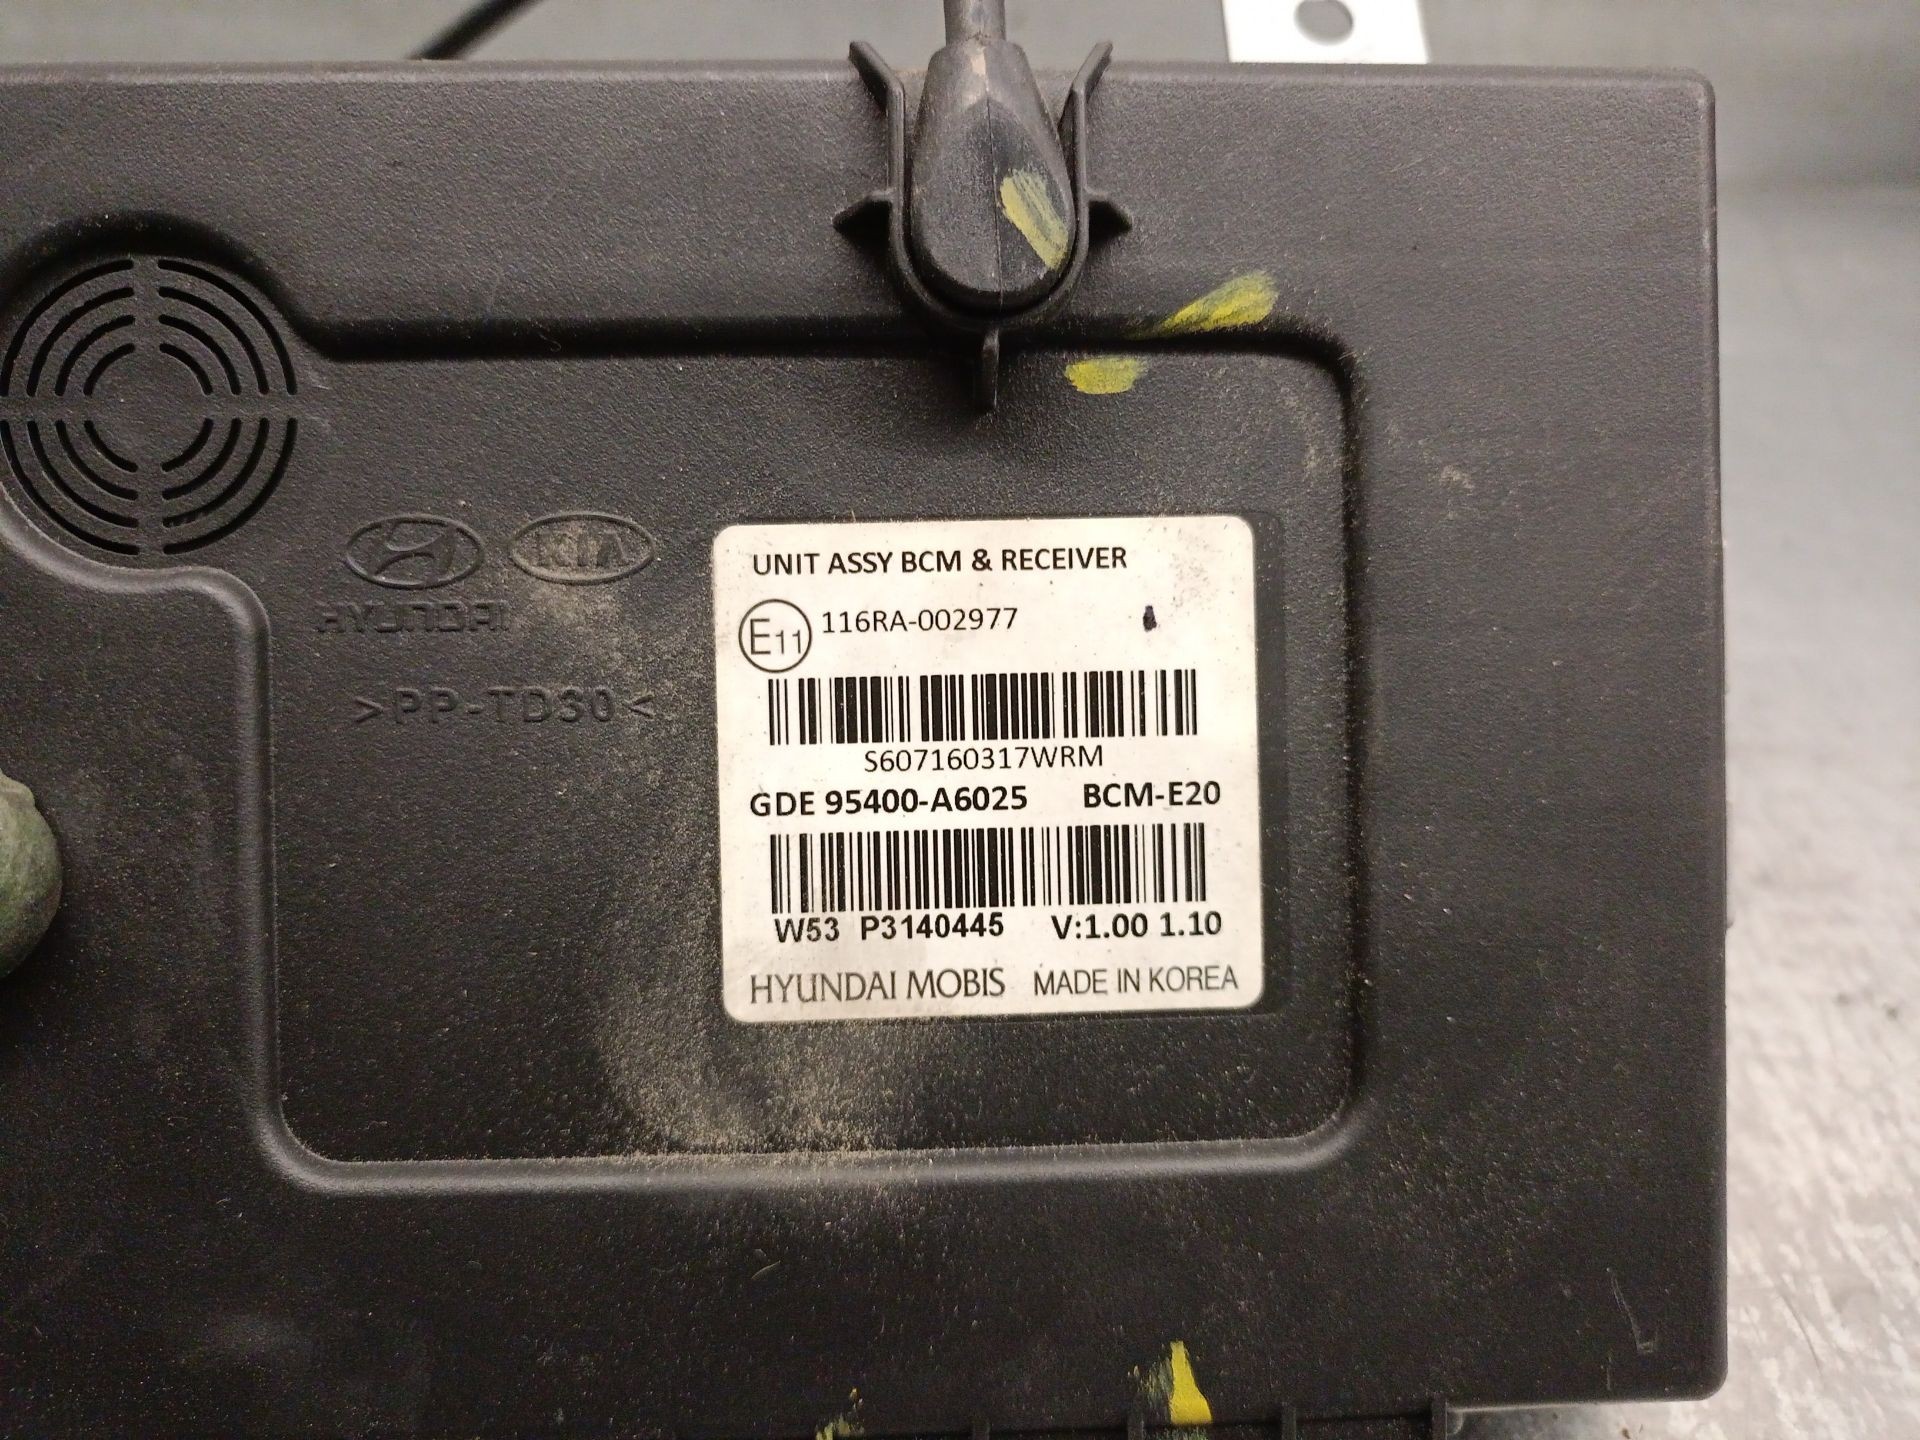 UNIT ASSY BCM & RECEIVER
E11 116RA-002977
S607160317WRM
GDE 95400-A6025 BCM-E20
W53 P3140445 V:1.00 1.10
HYUNDAI MOBIS MADE IN KOREA
KIA
HYUNDAI
>PP-TD30<